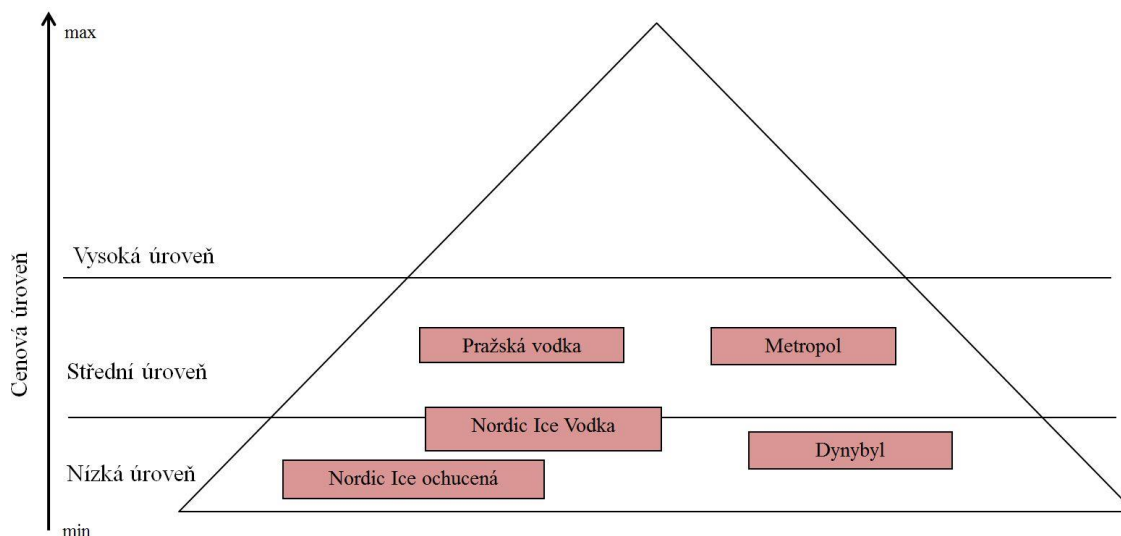 max
Cenová úroveň
Vysoká úroveň
Pražská vodka
Metropol
Střední úroveň
Nordic Ice Vodka
Dynybyl
Nízká úroveň
Nordic Ice ochucená
min